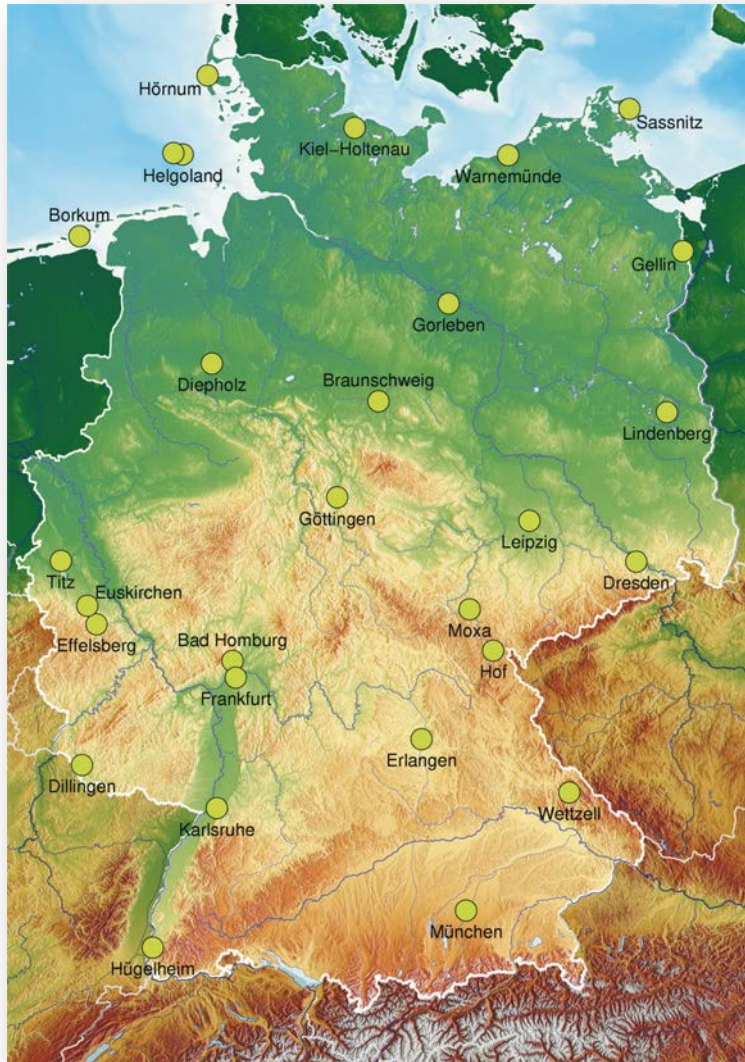 Hörnum
Sassnitz
Kiel−Holtenau
Helgoland
Warnemünde
Borkum
Gellin
Gorleben
Diepholz
Braunschweig
Lindenberg
Göttingen
Leipzig
Titz
Dresden
Euskirchen
Effelsberg
Moxa
Bad Homburg
Hof
Frankfurt
Erlangen
Dillingen
Wettzell
Karlsruhe
München
Hügelheim